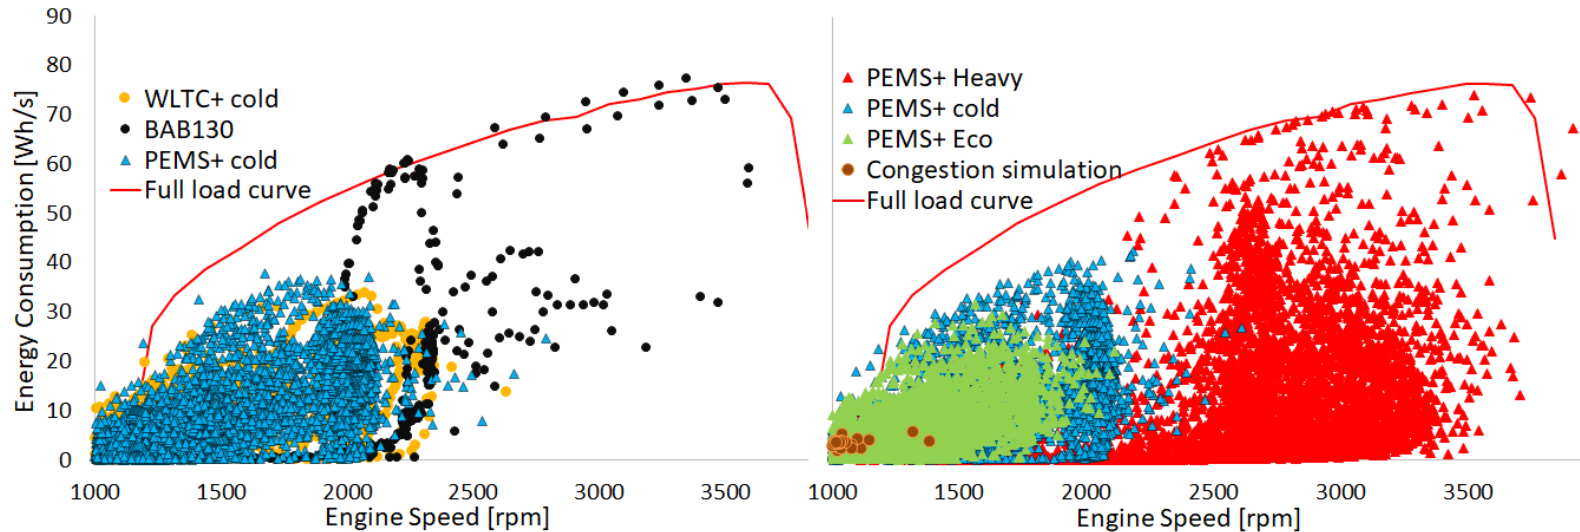 90
80
70
60
50
40
30
20
10
0
Energy Consumption [Wh/s]
WLTC+ cold
BAB130
PEMS+ cold
Full load curve
1000 1500 2000 2500 3000 3500
Engine Speed [rpm]
PEMS+ Heavy
PEMS+ cold
PEMS+ Eco
Congestion simulation
Full load curve
1000 1500 2000 2500 3000 3500
Engine Speed [rpm]